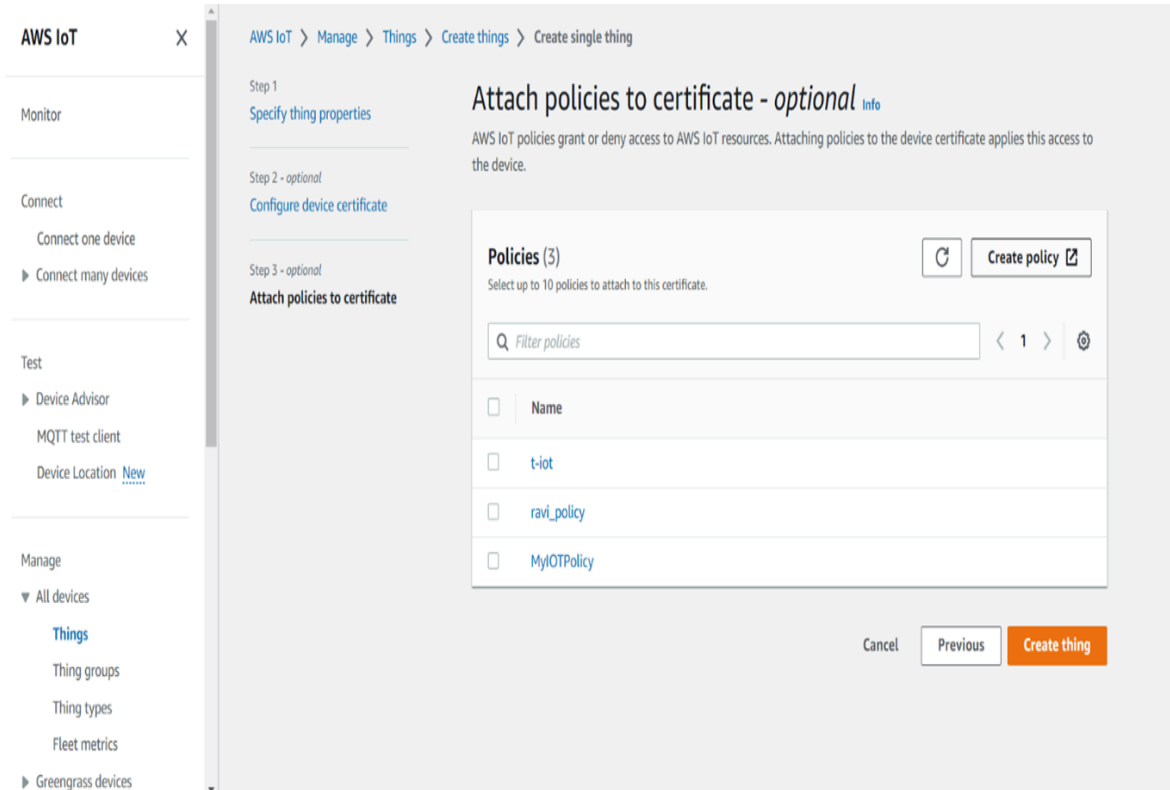 AWS IoT
Monitor
Connect
Connect one device
Connect many devices
Test
Device Advisor
MQTT test client
Device Location New
Manage
All devices
Things
Thing groups
Thing types
Fleet metrics
Greengrass devices
AWS IoT > Manage > Things > Create things > Create single thing
Step 1
Specify thing properties
Step 2 - optional
Configure device certificate
Step 3 - optional
Attach policies to certificate
Attach policies to certificate - optional Info
AWS IoT policies grant or deny access to AWS IoT resources. Attaching policies to the device certificate applies this access to
the device.
Policies (3)
Select up to 10 policies to attach to this certificate.
Create policy
Filter policies
1
Name
t-iot
ravi_policy
MyIOTPolicy
Cancel
Previous
Create thing